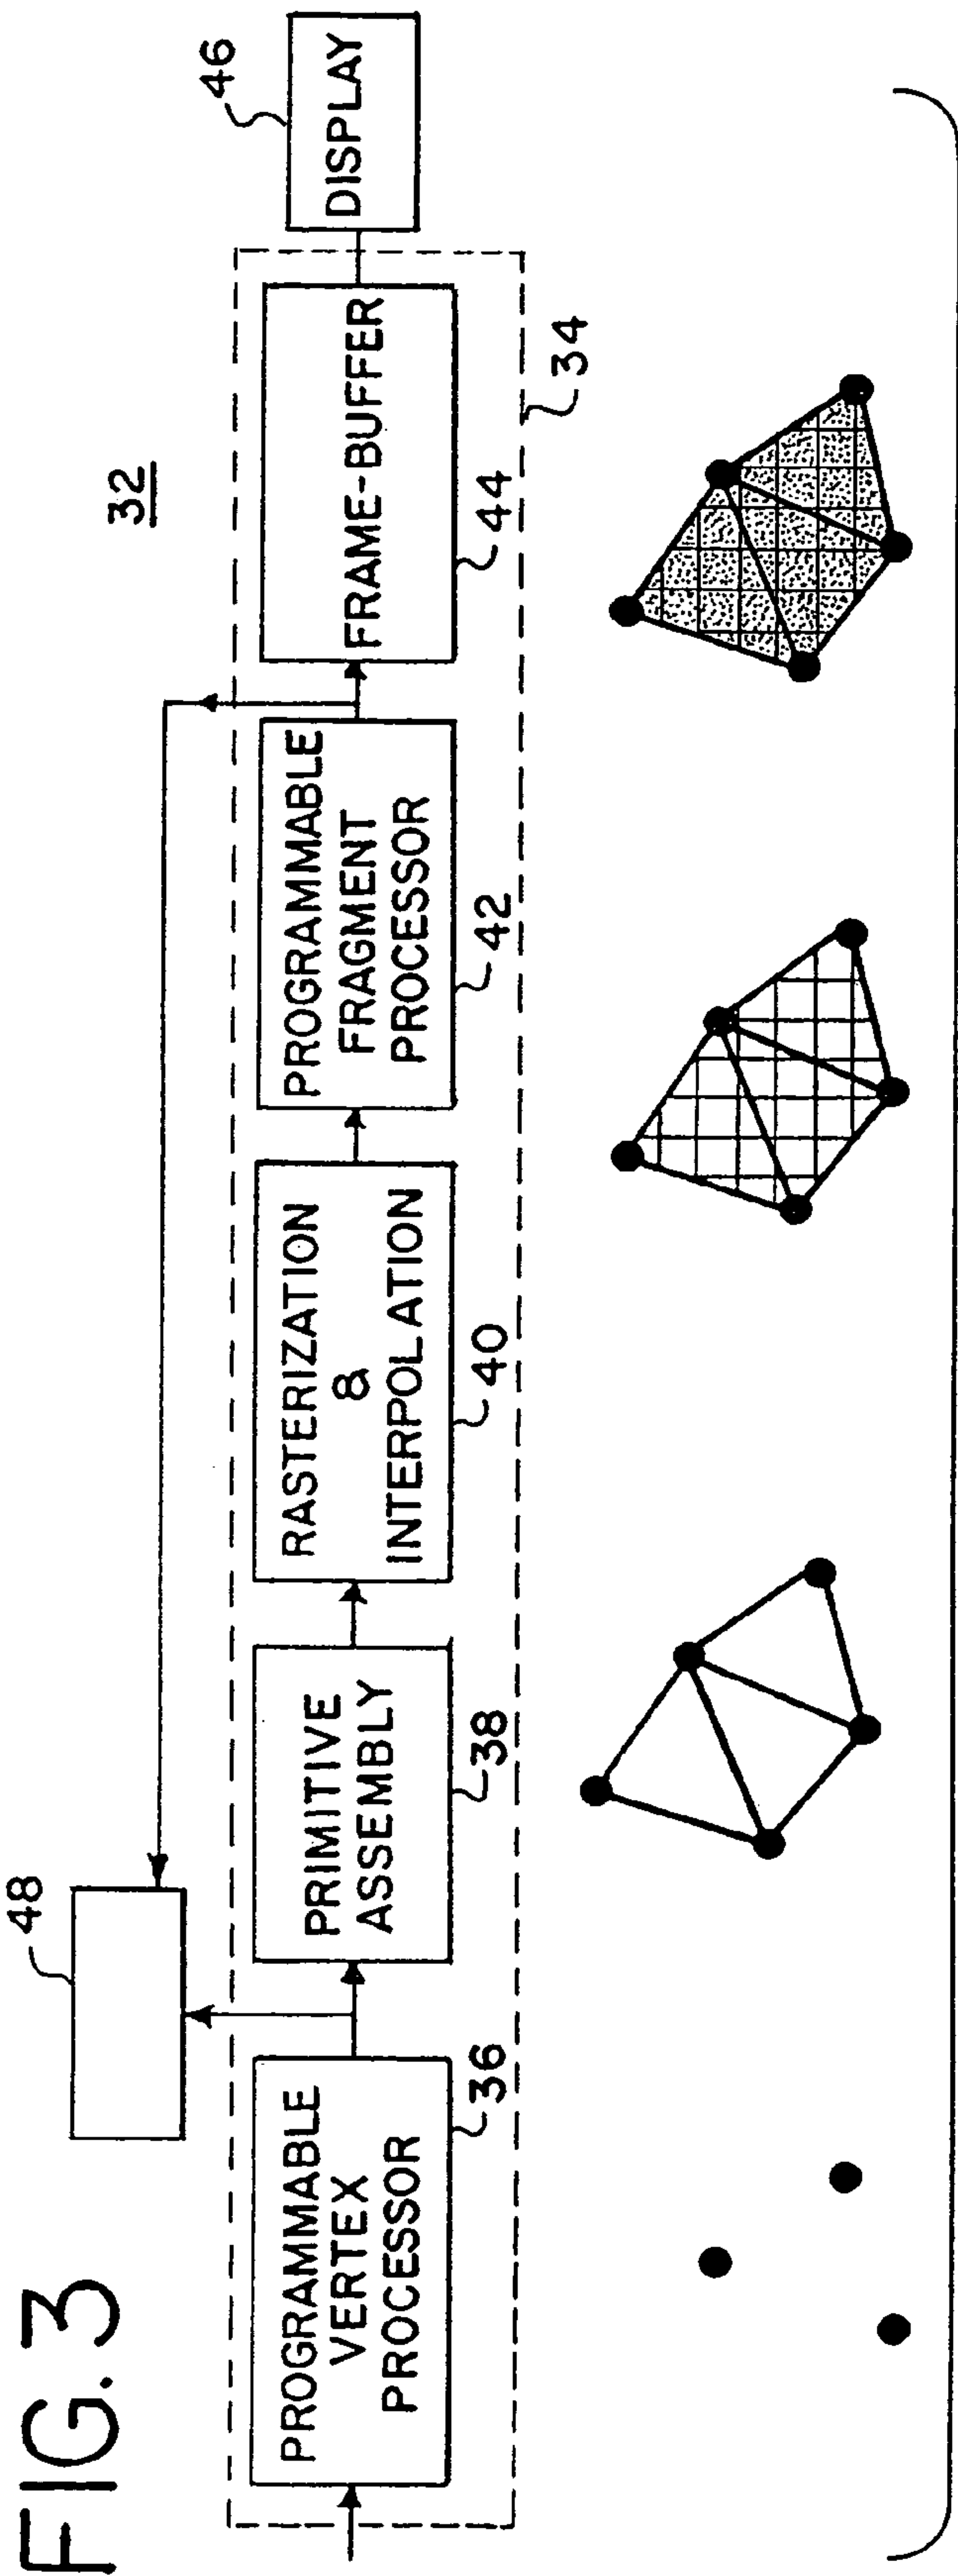 FIG. 3
32
48
46
PROGRAMMABLE
VERTEX
PROCESSOR
36
PRIMITIVE
ASSEMBLY
38
RASTERIZATION
&
INTERPOLATION
40
PROGRAMMABLE
FRAGMENT
PROCESSOR
42
FRAME-BUFFER
44
DISPLAY
34